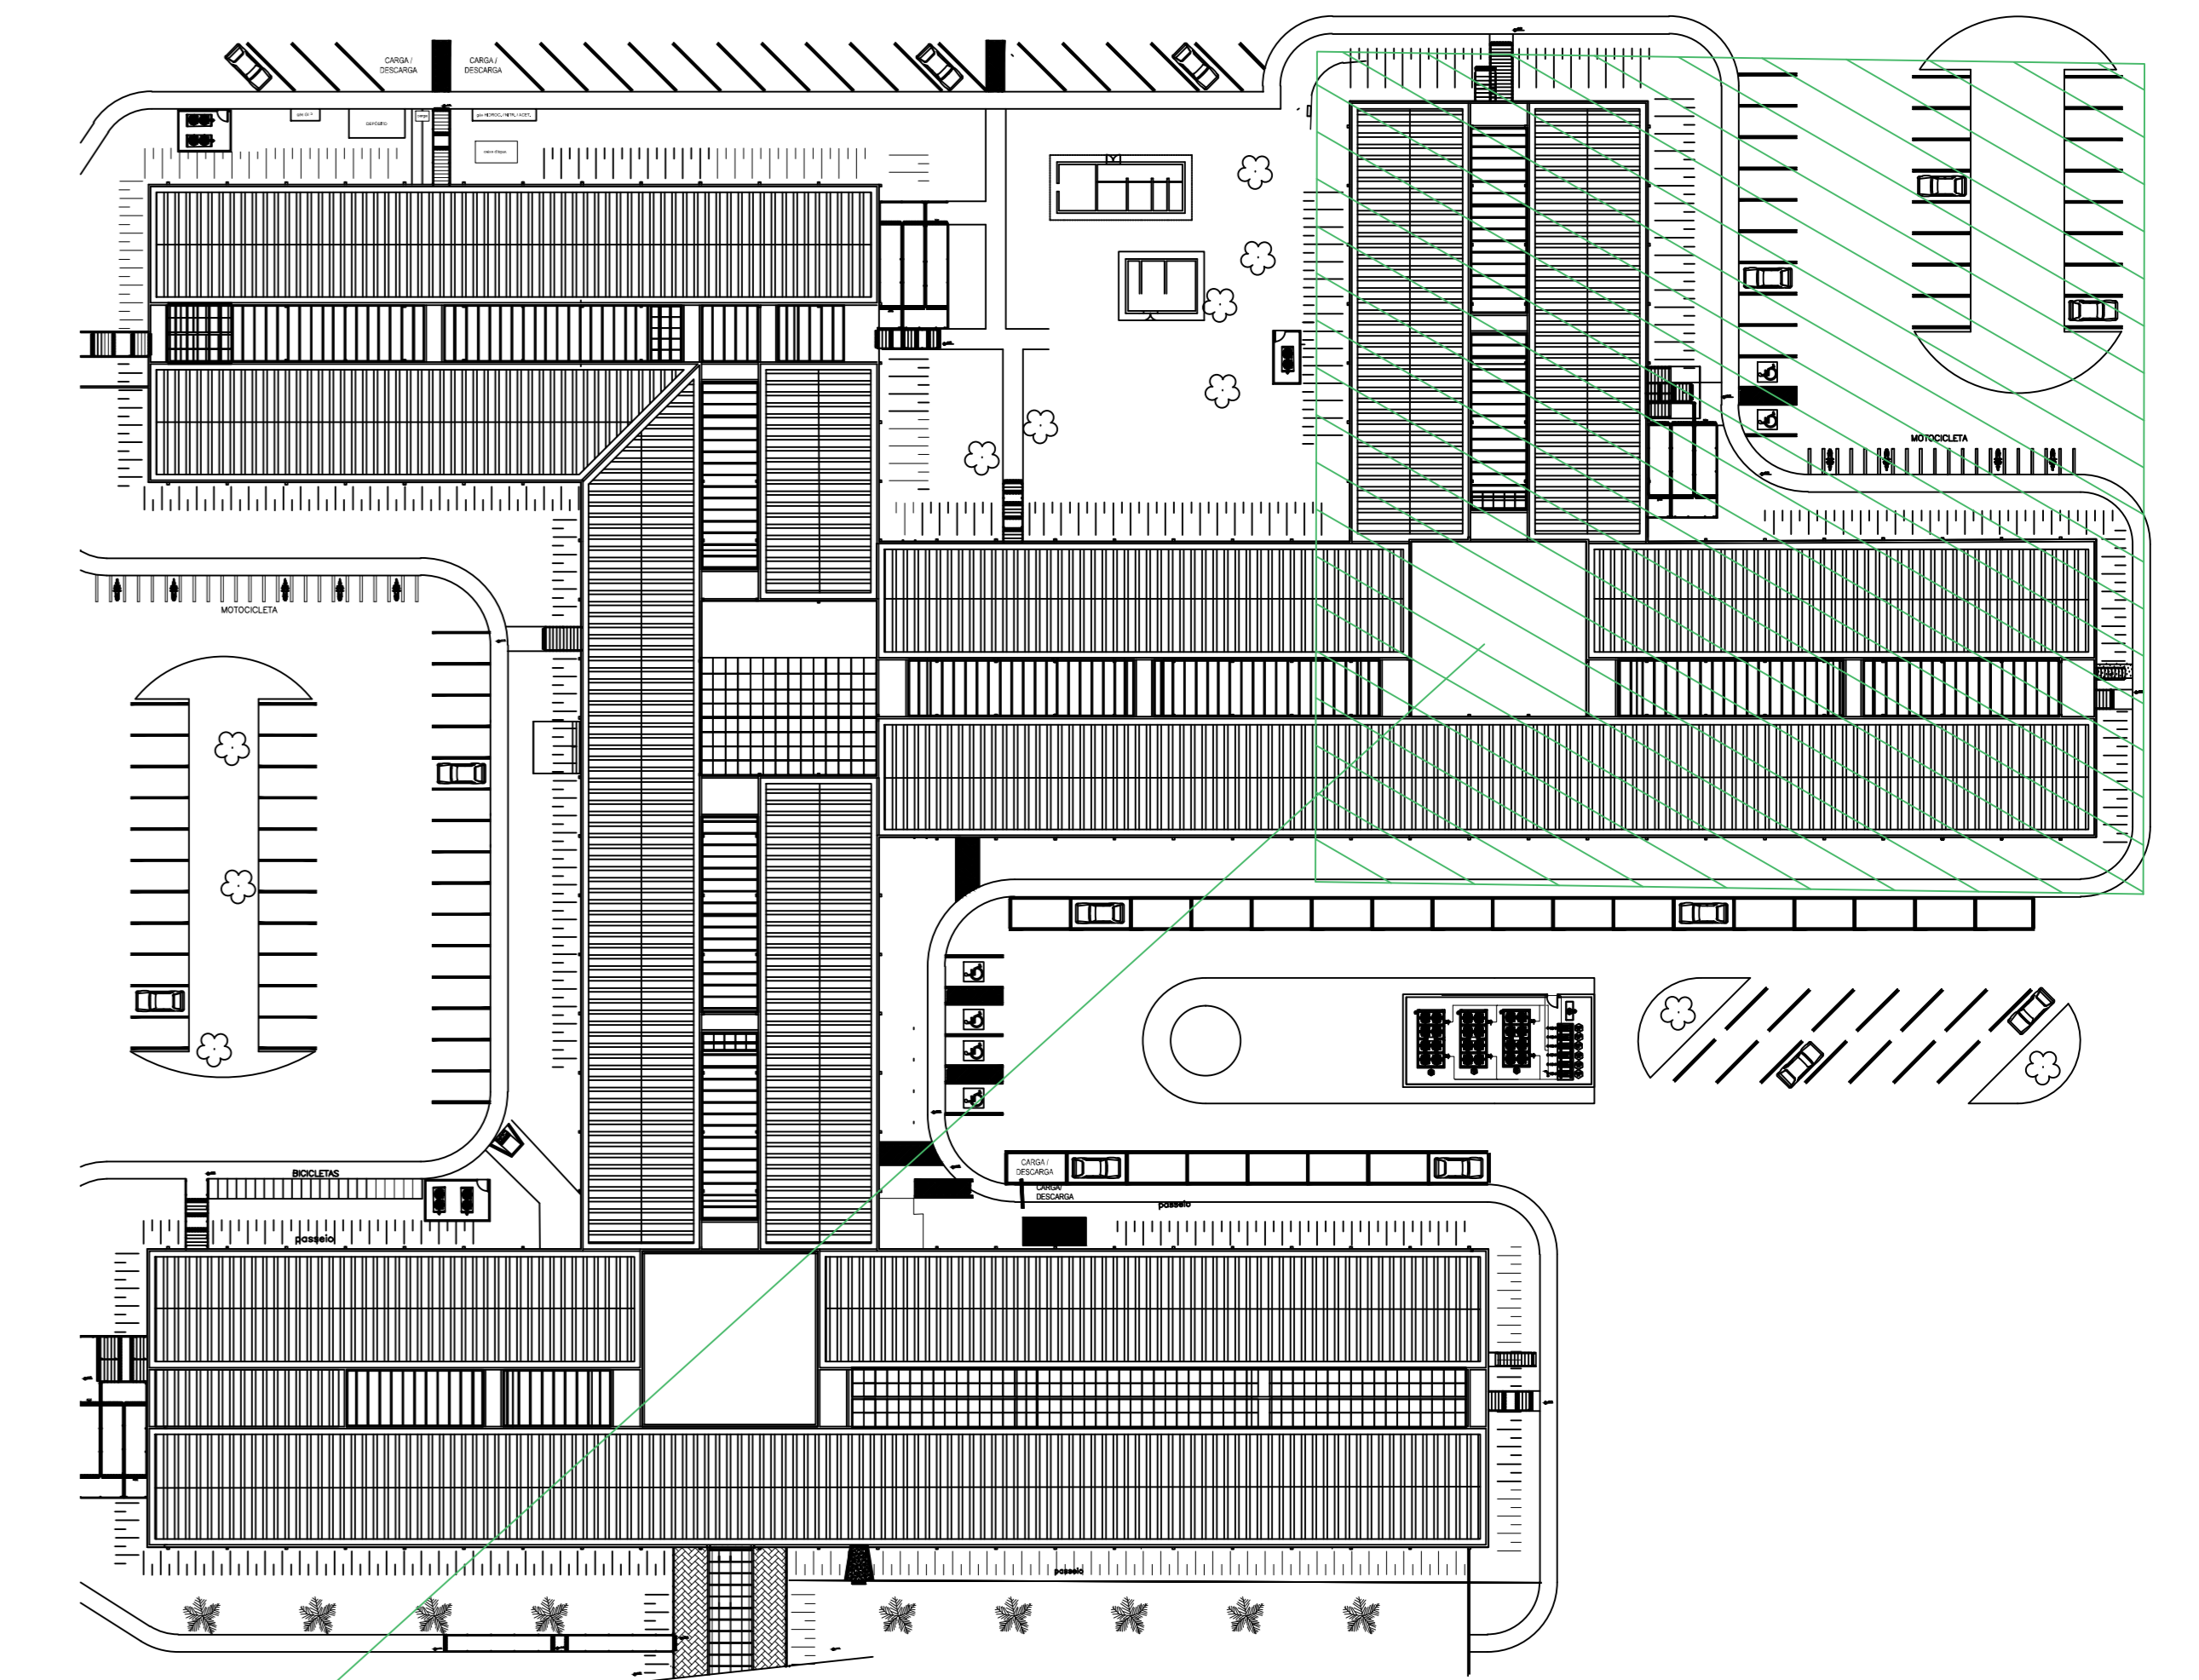 CARGA /
DESCARGA
CARGA /
DESCARGA
MOTOCICLETA
MOTOCICLETA
CARGA /
DESCARGA
BICICLETAS
CARGA/
DESCARGA
passeio
passeio
passeio